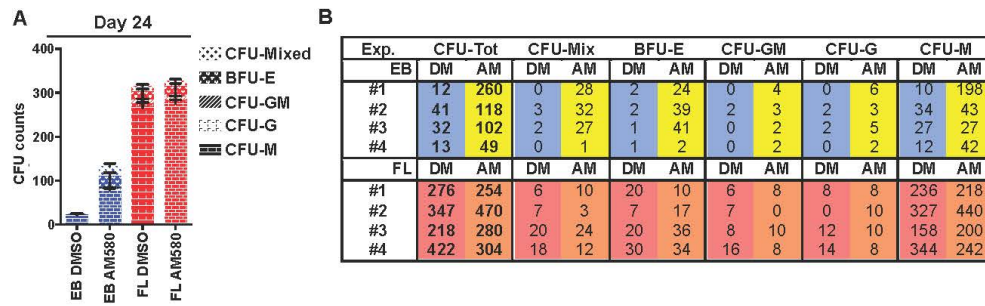 A
Day 24
400
300
200
100
0
CFU counts
EB DMSO
EB AM580
FL DMSO
FL AM580
CFU-Mixed
BFU-E
CFU-GM
CFU-G
CFU-M
B
Exp. CFU-Tot CFU-Mix BFU-E CFU-GM CFU-G CFU-M
EB DM AM DM AM DM AM DM AM DM AM DM AM
#1 12 260 0 28 2 24 0 4 0 6 10 198
#2 41 118 3 32 2 39 2 3 2 3 34 43
#3 32 102 2 27 1 41 0 2 2 5 27 27
#4 13 49 0 1 1 2 0 2 0 2 12 42
FL DM AM DM AM DM AM DM AM DM AM DM AM
#1 276 254 6 10 20 10 6 8 8 8 236 218
#2 347 470 7 3 7 17 7 0 0 10 327 440
#3 218 280 20 24 20 36 8 10 12 10 158 200
#4 422 304 18 12 30 34 16 8 14 8 344 242